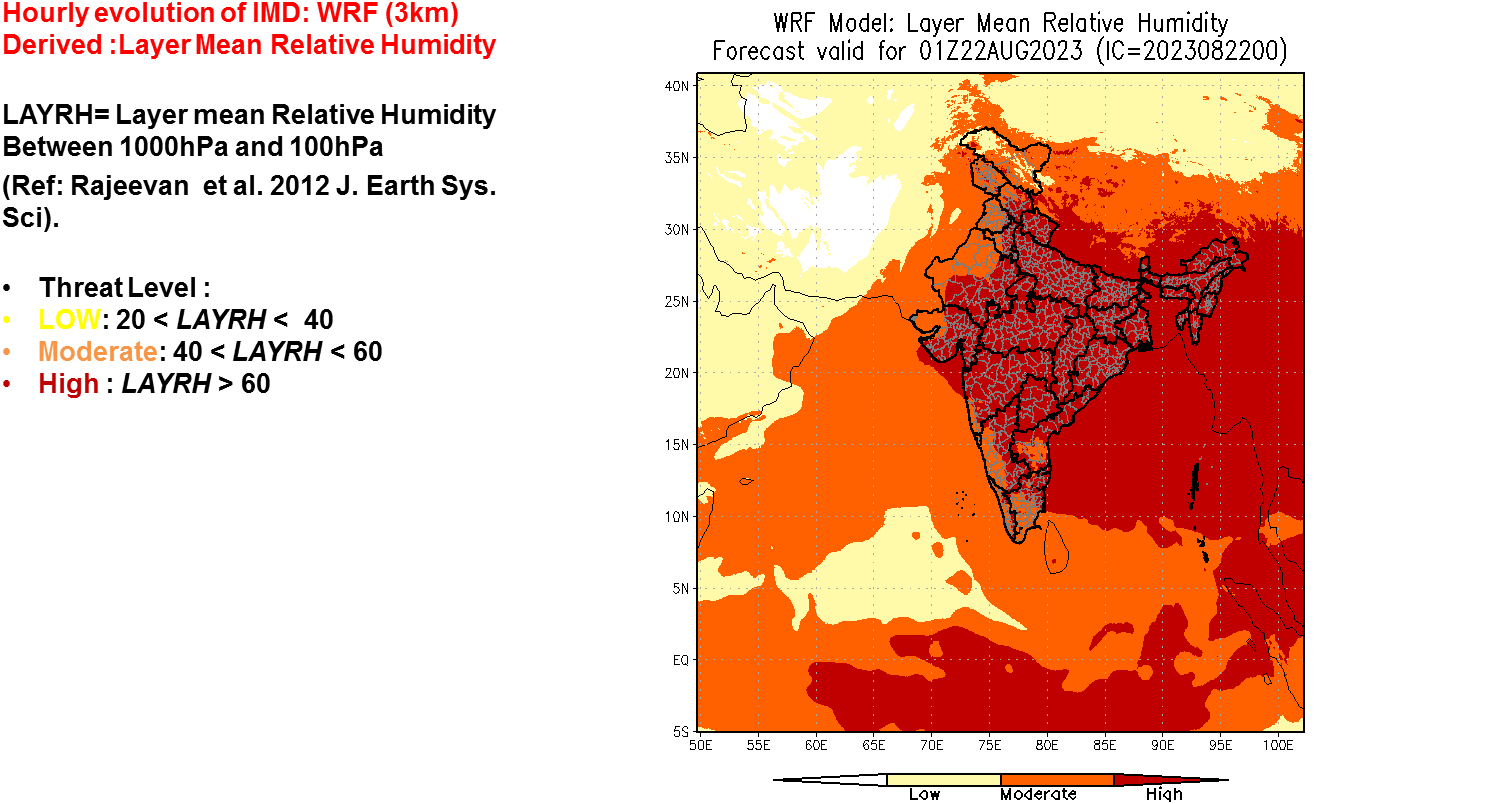 Hourly evolution of IMD: WRF (3km)
Derived :Layer Mean Relative Humidity
LAYRH= Layer mean Relative Humidity
Between 1000hPa and 100hPa
(Ref: Rajeevan et al. 2012 J. Earth Sys.
Sci).
• Threat Level :
• LOW: 20 < LAYRH < 40
• Moderate: 40 < LAYRH < 60
• High : LAYRH > 60
WRF Model: Layer Mean Relative Humidity
Forecast valid for 01Z22AUG2023 (IC=2023082200)
40N
35N
30N
25N
20N
15N
10N
5N
EQ
5S
50E 55E 60E 65E 70E 75E 80E 85E 90E 95E 100E
Low Moderate High